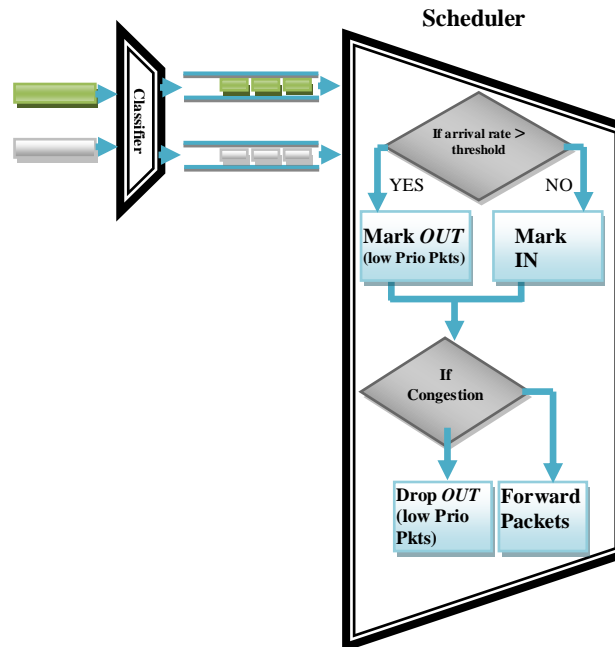 Scheduler
Classifier
If arrival rate >
threshold
YES
NO
Mark OUT
(low Prio Pkts)
Mark
IN
If
Congestion
Drop OUT
(low Prio
Pkts)
Forward
Packets